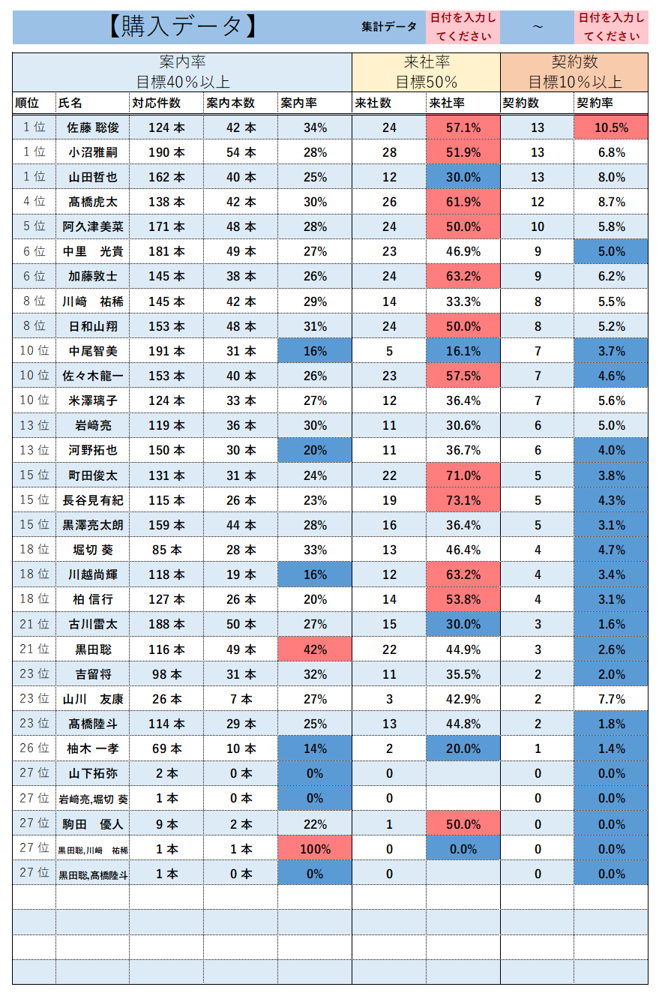 【購入データ】 集計データ 日付を入力してください ～ 日付を入力してください
案内率 来社率 契約数
目標40％以上 目標50％ 目標10％以上
順位 氏名 対応件数 案内本数 案内率 来社数 来社率 契約数 契約率
1 位 佐藤 聡俊 124 本 42 本 34% 24 57.1% 13 10.5%
1 位 小沼雅嗣 190 本 54 本 28% 28 51.9% 13 6.8%
1 位 山田哲也 162 本 40 本 25% 12 30.0% 13 8.0%
4 位 髙橋虎太 138 本 42 本 30% 26 61.9% 12 8.7%
5 位 阿久津美菜 171 本 48 本 28% 24 50.0% 10 5.8%
6 位 中里　光貴 181 本 49 本 27% 23 46.9% 9 5.0%
6 位 加藤敦士 145 本 38 本 26% 24 63.2% 9 6.2%
8 位 川﨑　祐稀 145 本 42 本 29% 14 33.3% 8 5.5%
8 位 日和山翔 153 本 48 本 31% 24 50.0% 8 5.2%
10 位 中尾智美 191 本 31 本 16% 5 16.1% 7 3.7%
10 位 佐々木龍一 153 本 40 本 26% 23 57.5% 7 4.6%
10 位 米澤璃子 124 本 33 本 27% 12 36.4% 7 5.6%
13 位 岩﨑亮 119 本 36 本 30% 11 30.6% 6 5.0%
13 位 河野拓也 150 本 30 本 20% 11 36.7% 6 4.0%
15 位 町田俊太 131 本 31 本 24% 22 71.0% 5 3.8%
15 位 長谷見有紀 115 本 26 本 23% 19 73.1% 5 4.3%
15 位 黒澤亮太朗 159 本 44 本 28% 16 36.4% 5 3.1%
18 位 堀切 葵 85 本 28 本 33% 13 46.4% 4 4.7%
18 位 川越尚輝 118 本 19 本 16% 12 63.2% 4 3.4%
18 位 柏 信行 127 本 26 本 20% 14 53.8% 4 3.1%
21 位 古川雷太 188 本 50 本 27% 15 30.0% 3 1.6%
21 位 黒田聡 116 本 49 本 42% 22 44.9% 3 2.6%
23 位 吉留将 98 本 31 本 32% 11 35.5% 2 2.0%
23 位 山川　友康 26 本 7 本 27% 3 42.9% 2 7.7%
23 位 髙橋陸斗 114 本 29 本 25% 13 44.8% 2 1.8%
26 位 柚木 一孝 69 本 10 本 14% 2 20.0% 1 1.4%
27 位 山下拓弥 2 本 0 本 0% 0 0 0.0%
27 位 岩﨑亮,堀切 葵 1 本 0 本 0% 0 0 0.0%
27 位 駒田　優人 9 本 2 本 22% 1 50.0% 0 0.0%
27 位 黒田聡,川﨑　祐稀 1 本 1 本 100% 0 0.0% 0 0.0%
27 位 黒田聡,髙橋陸斗 1 本 0 本 0% 0 0 0.0%